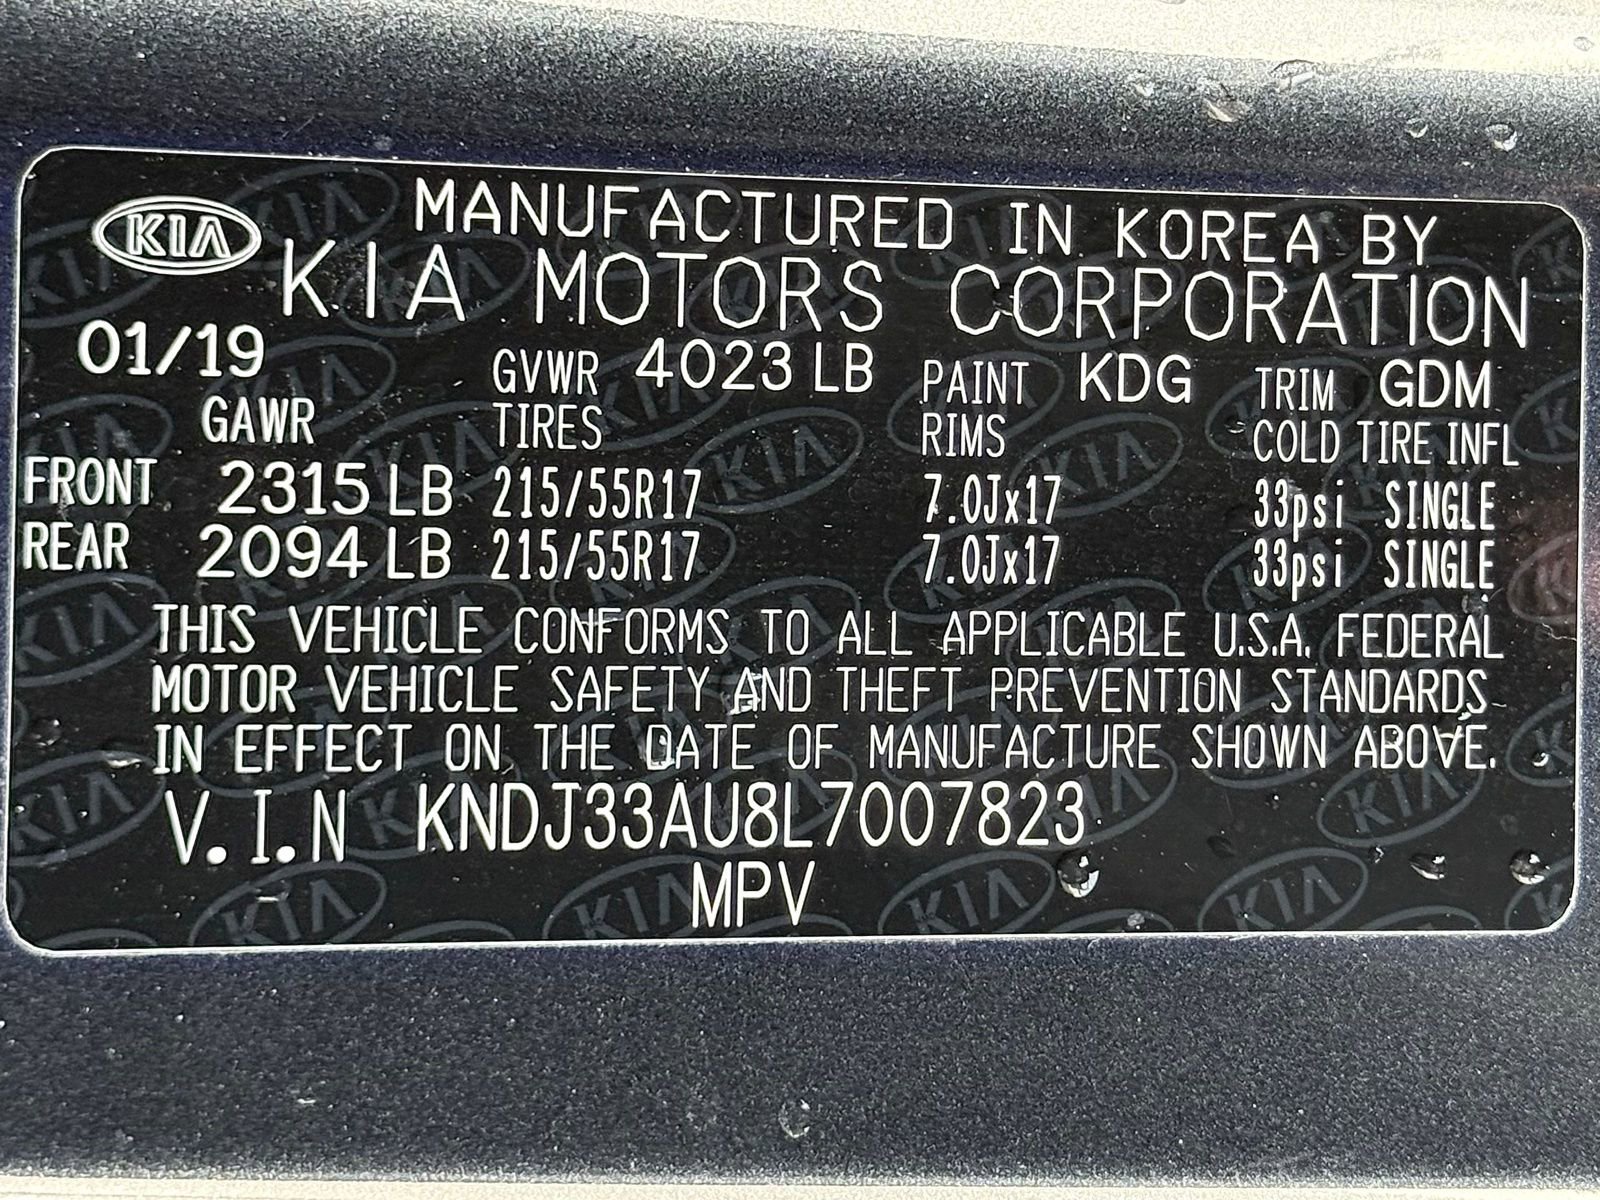 KIA MANUFACTURED IN KOREA BY
KIA MOTORS CORPORATION
01/19 GVWR 4023 LB PAINT KDG TRIM GDM
GAWR TIRES RIMS COLD TIRE INFL
FRONT 2315 LB 215/55R17 7.0Jx17 33psi SINGLE
REAR 2094 LB 215/55R17 7.0Jx17 33psi SINGLE
THIS VEHICLE CONFORMS TO ALL APPLICABLE U.S.A. FEDERAL
MOTOR VEHICLE SAFETY AND THEFT PREVENTION STANDARDS
IN EFFECT ON THE DATE OF MANUFACTURE SHOWN ABOVE.
V.I.N KNDJ33AU8L7007823
MPV